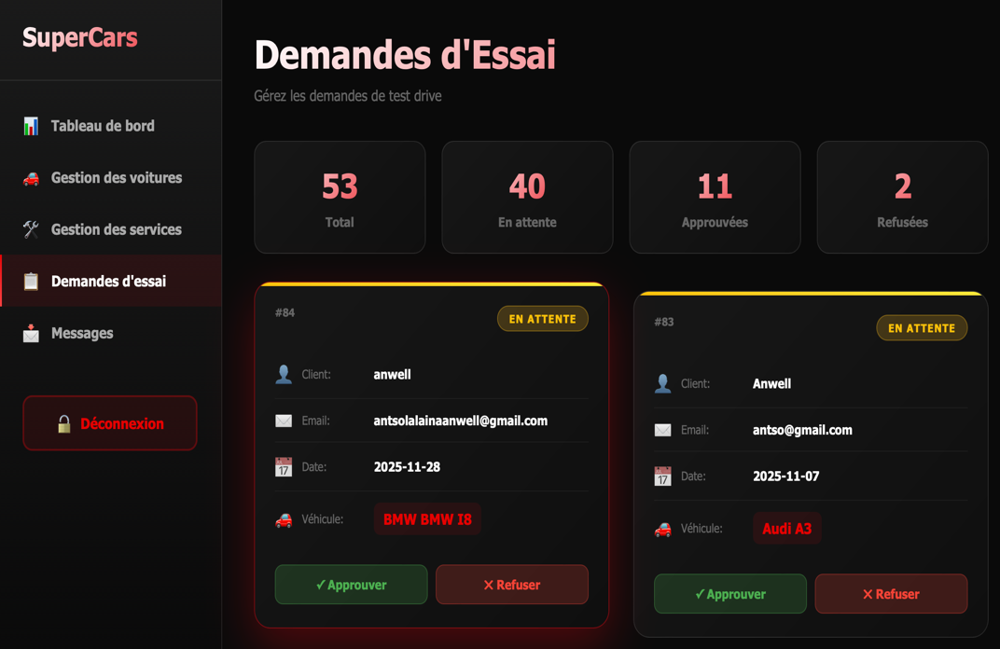 SuperCars
Tableau de bord
Gestion des voitures
Gestion des services
Demandes d'essai
Messages
Déconnexion
Demandes d'Essai
Gérez les demandes de test drive
53
Total
40
En attente
11
Approuvées
2
Refusées
#84
EN ATTENTE
Client: anwell
Email: antsolalainaanwell@gmail.com
17
Date: 2025-11-28
Véhicule: BMW BMW I8
✓ Approuver
✕ Refuser
#83
EN ATTENTE
Client: Anwell
Email: antso@gmail.com
17
Date: 2025-11-07
Véhicule: Audi A3
✓ Approuver
✕ Refuser